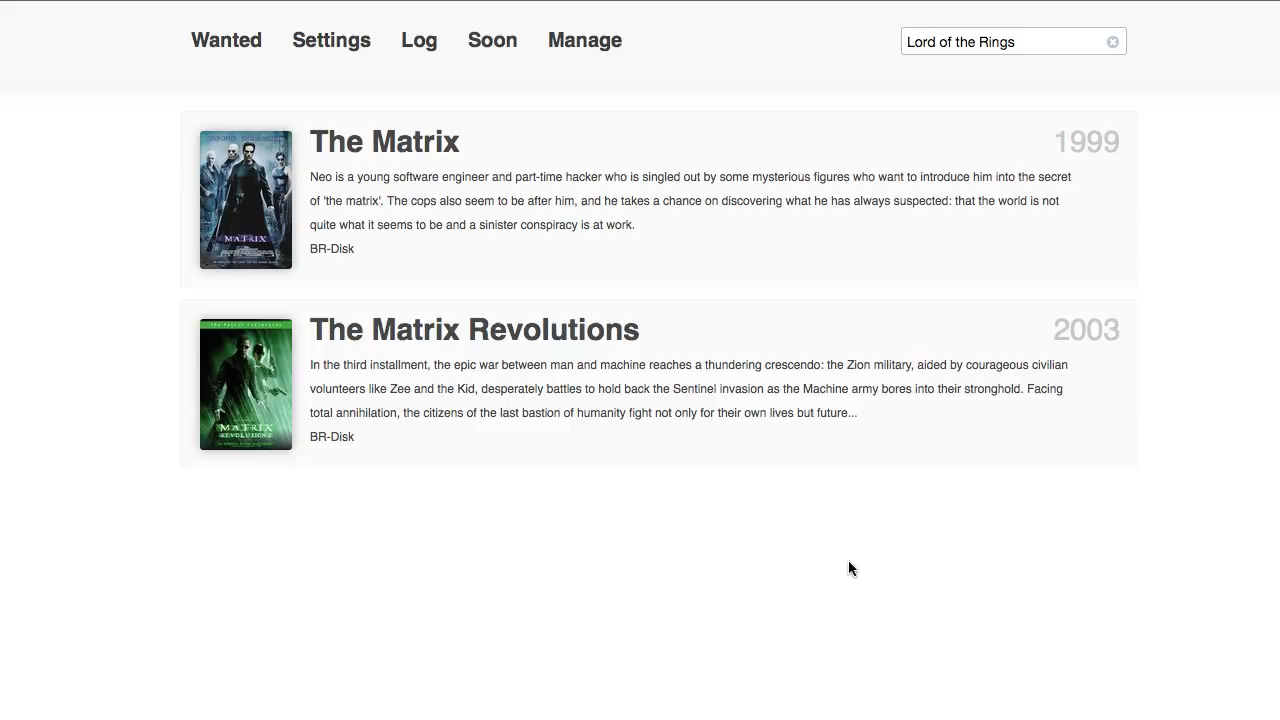 Wanted Settings Log Soon Manage Lord of the Rings
The Matrix 1999
Neo is a young software engineer and part-time hacker who is singled out by some mysterious figures who want to introduce him into the secret
of 'the matrix'. The cops also seem to be after him, and he takes a chance on discovering what he has always suspected: that the world is not
quite what it seems to be and a sinister conspiracy is at work.
BR-Disk
MATRIX
The Matrix Revolutions 2003
In the third installment, the epic war between man and machine reaches a thundering crescendo: the Zion military, aided by courageous civilian
volunteers like Zee and the Kid, desperately battles to hold back the Sentinel invasion as the Machine army bores into their stronghold. Facing
total annihilation, the citizens of the last bastion of humanity fight not only for their own lives but future...
BR-Disk
MATRIX
REVOLUTIONS